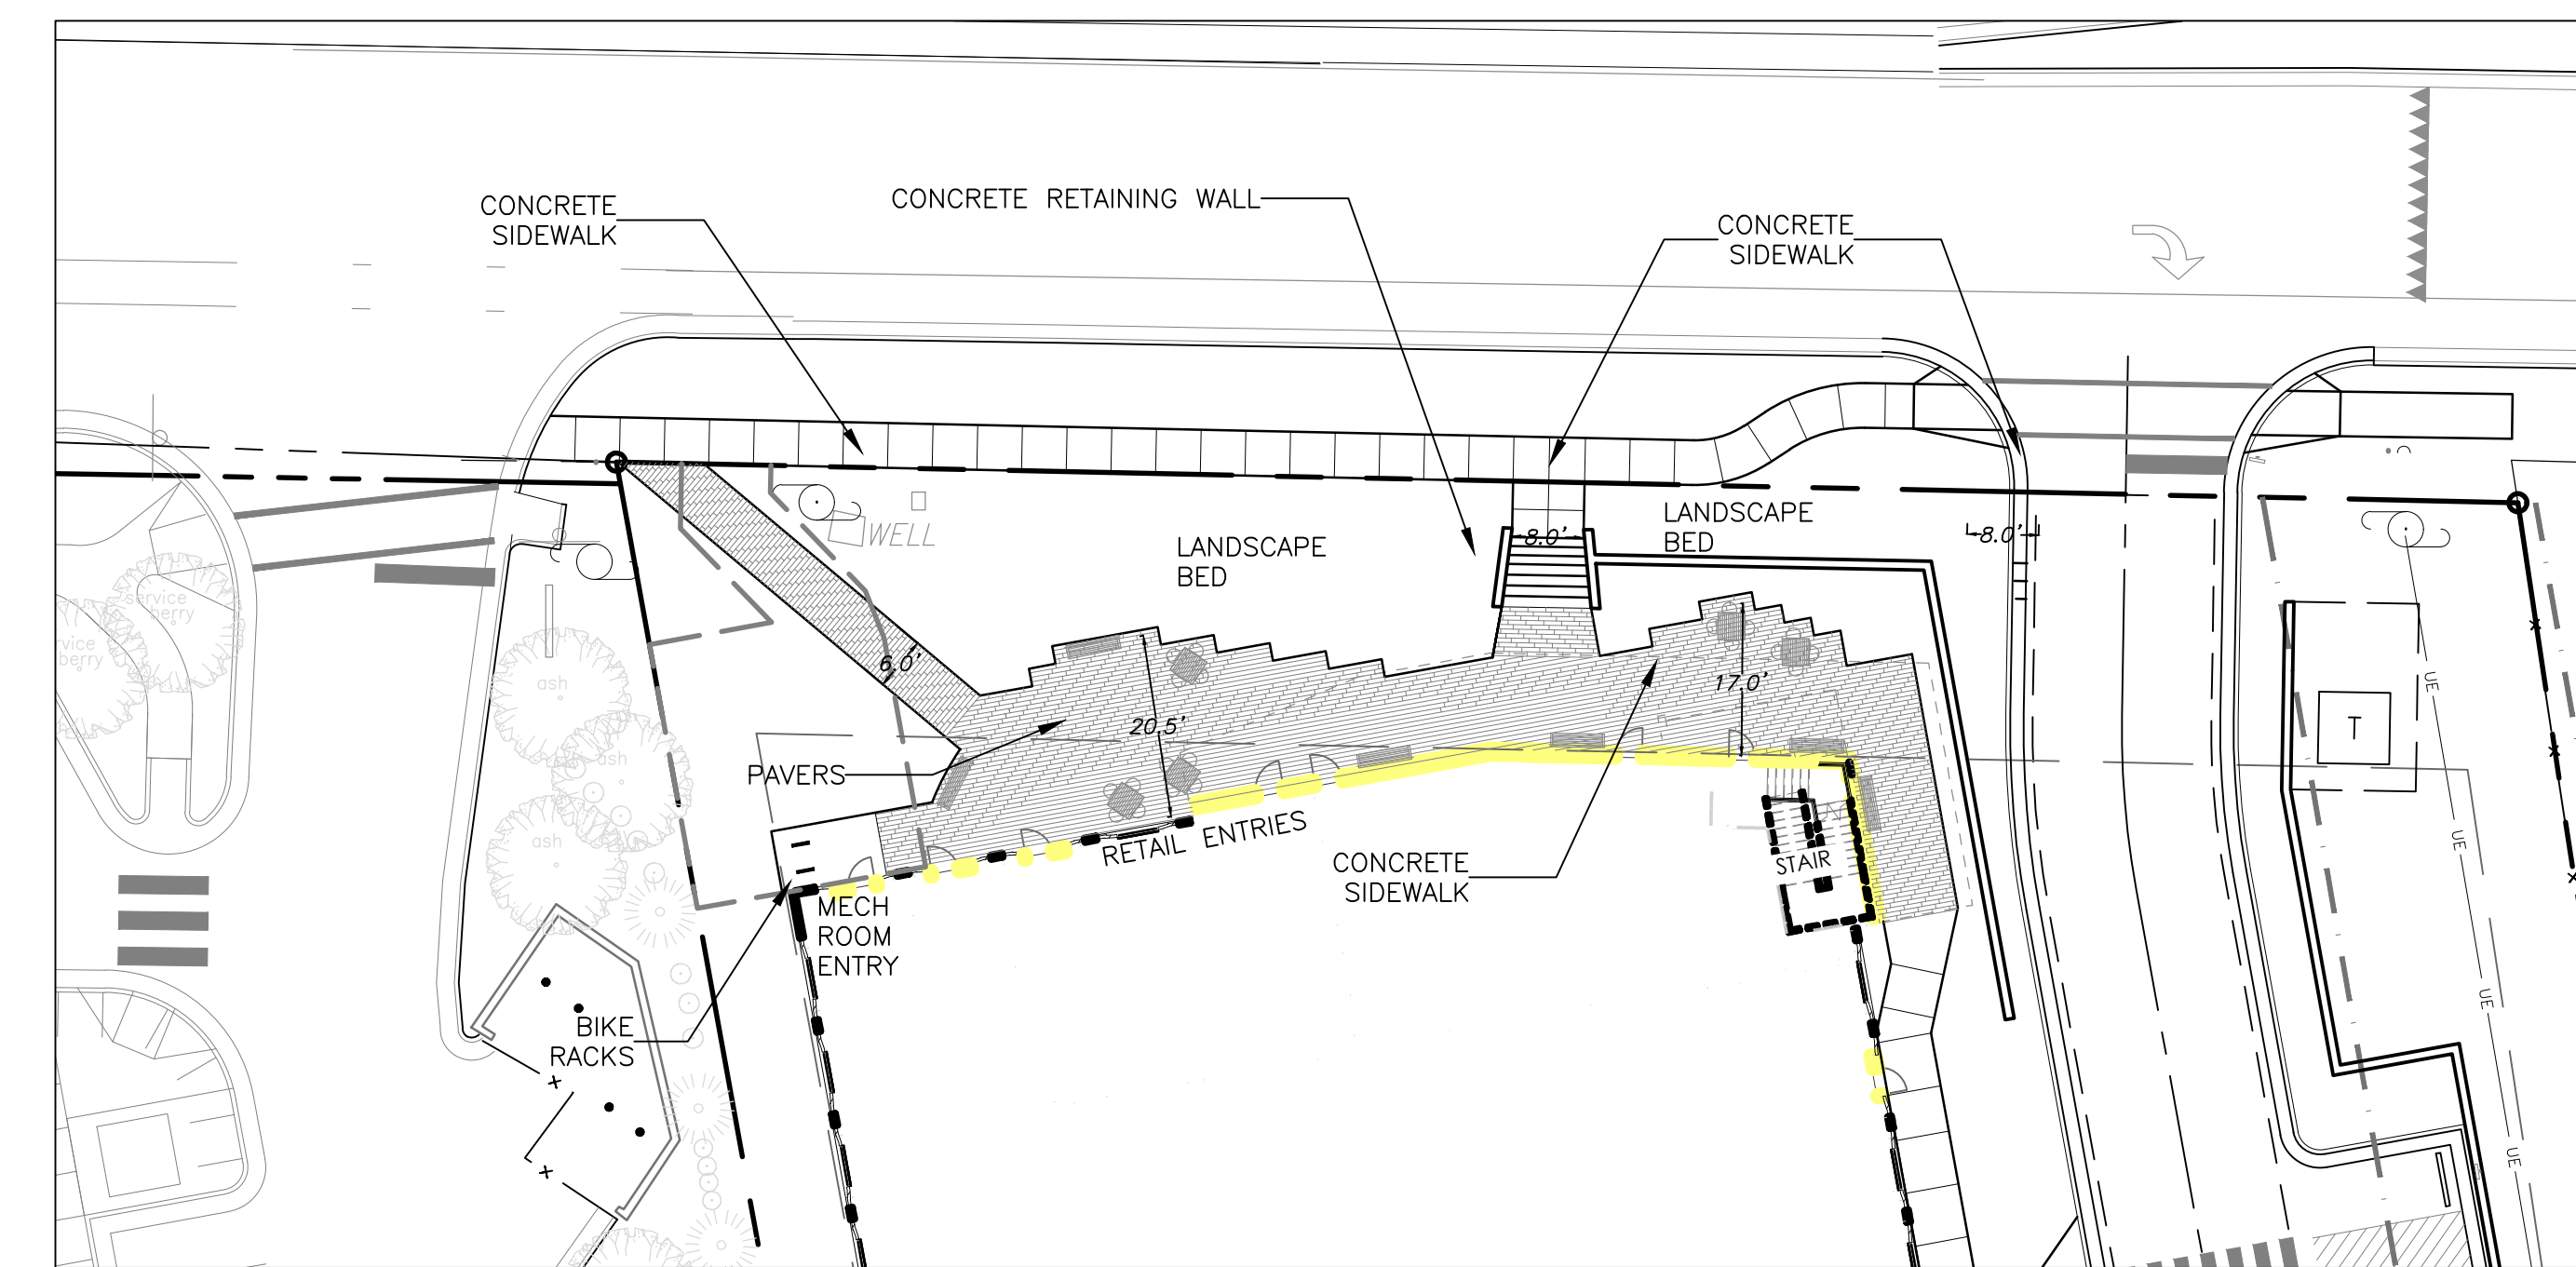 CONCRETE RETAINING WALL
CONCRETE
SIDEWALK
CONCRETE
SIDEWALK
WELL
LANDSCAPE
BED
8.0'
LANDSCAPE
BED
8.0'
service
berry
rvice
berry
ash
ash
ash
6.0'
20.5'
17.0'
PAVERS
T
UE
UE
UE
UE
RETAIL ENTRIES
STAIR
CONCRETE
SIDEWALK
MECH
ROOM
ENTRY
BIKE
RACKS